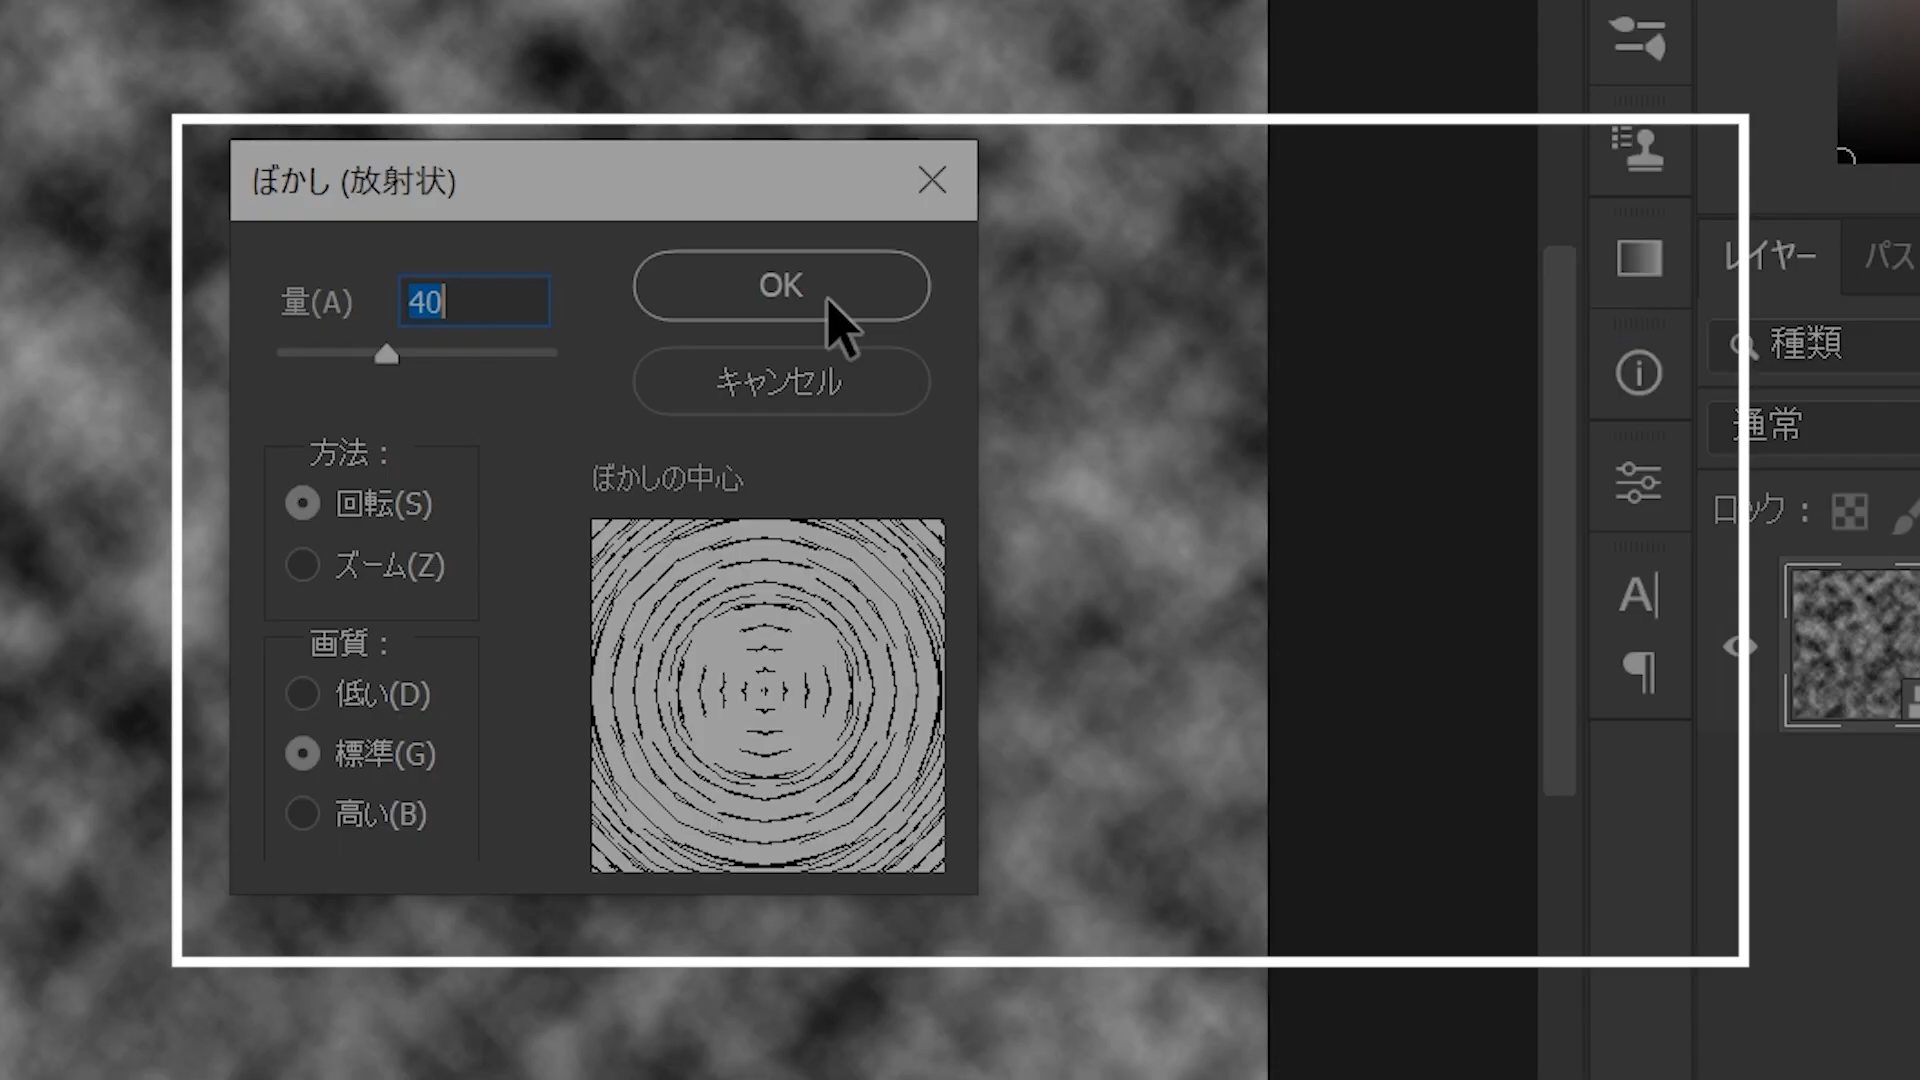 ぼかし (放射状)
量(A) 40
OK
キャンセル
方法：
回転(S)
ズーム(Z)
画質：
低い(D)
標準(G)
高い(B)
ぼかしの中心
レイヤー パス
種類
通常
ロック：